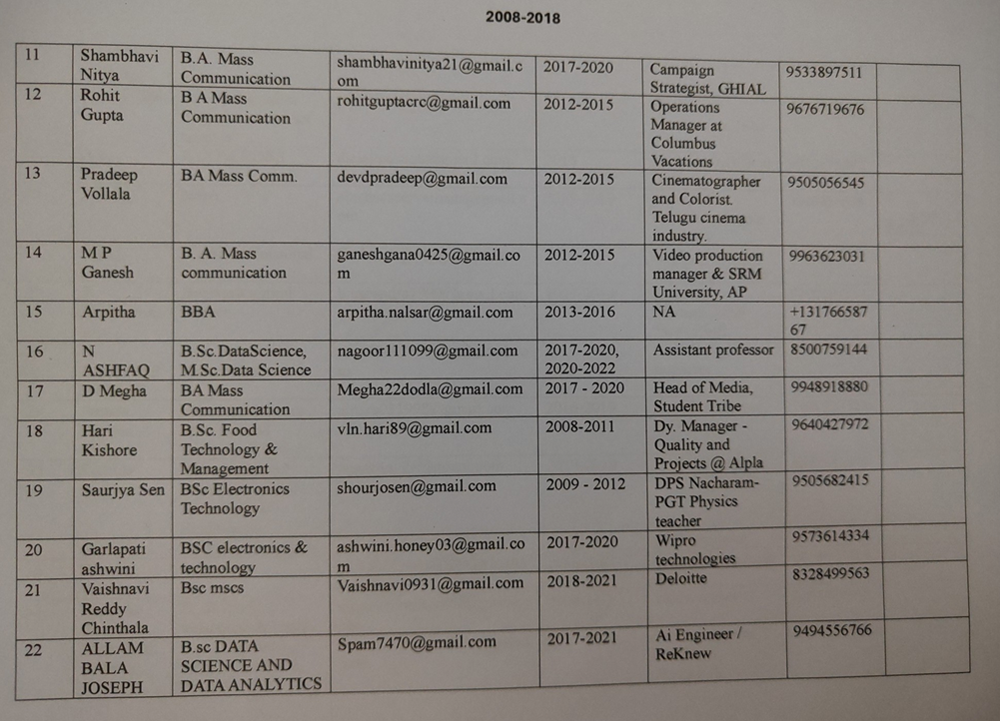 2008-2018
11 Shambhavi B.A. Mass shambhavinitya21@gmail.c 2017-2020 Campaign 9533897511
Nitya Communication om Strategist, GHIAL
12 Rohit B A Mass rohitguptacrc@gmail.com 2012-2015 Operations 9676719676
Gupta Communication Manager at
Columbus
Vacations
13 Pradeep BA Mass Comm. devdpradeep@gmail.com 2012-2015 Cinematographer 9505056545
Vollala and Colorist.
Telugu cinema
industry.
14 M P B. A. Mass ganeshgana0425@gmail.co 2012-2015 Video production 9963623031
Ganesh communication m manager & SRM
University, AP
15 Arpitha BBA arpitha.nalsar@gmail.com 2013-2016 NA +131766587
67
16 N B.Sc.DataScience, nagoor111099@gmail.com 2017-2020, Assistant professor 8500759144
ASHFAQ M.Sc.Data Science 2020-2022
17 D Megha BA Mass Megha22dodla@gmail.com 2017 - 2020 Head of Media, 9948918880
Communication Student Tribe
18 Hari B.Sc. Food vln.hari89@gmail.com 2008-2011 Dy. Manager - 9640427972
Kishore Technology & Quality and
Management Projects @ Alpla
19 Saurjya Sen BSc Electronics shourjosen@gmail.com 2009 - 2012 DPS Nacharam- 9505682415
Technology PGT Physics
teacher
20 Garlapati BSC electronics & ashwini.honey03@gmail.co 2017-2020 Wipro 9573614334
ashwini technology m technologies
21 Vaishnavi Bsc mscs Vaishnavi0931@gmail.com 2018-2021 Deloitte 8328499563
Reddy
Chinthala
22 ALLAM B.sc DATA Spam7470@gmail.com 2017-2021 Ai Engineer / 9494556766
BALA SCIENCE AND ReKnew
JOSEPH DATA ANALYTICS